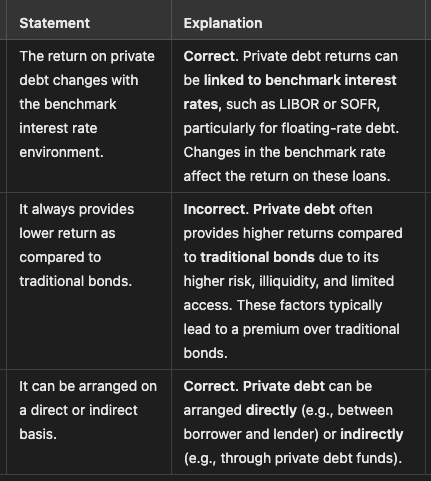 Statement
Explanation
The return on private
debt changes with
the benchmark
interest rate
environment.
Correct. Private debt returns can
be linked to benchmark interest
rates, such as LIBOR or SOFR,
particularly for floating-rate debt.
Changes in the benchmark rate
affect the return on these loans.
It always provides
lower return as
compared to
traditional bonds.
Incorrect. Private debt often
provides higher returns compared
to traditional bonds due to its
higher risk, illiquidity, and limited
access. These factors typically
lead to a premium over traditional
bonds.
It can be arranged on
a direct or indirect
basis.
Correct. Private debt can be
arranged directly (e.g., between
borrower and lender) or indirectly
(e.g., through private debt funds).